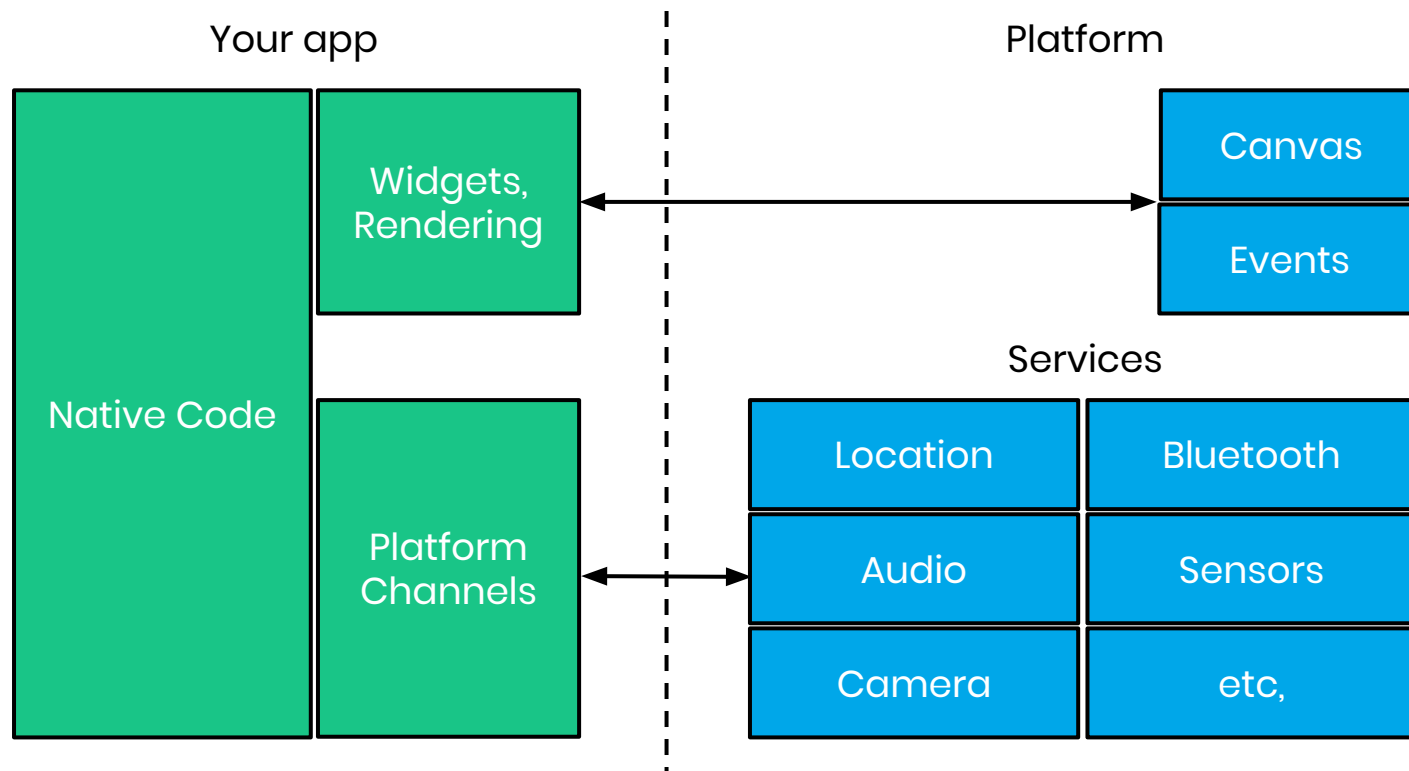 Your app
Platform
Native Code
Widgets,
Rendering
Canvas
Events
Services
Platform
Channels
Location
Bluetooth
Audio
Sensors
Camera
etc,